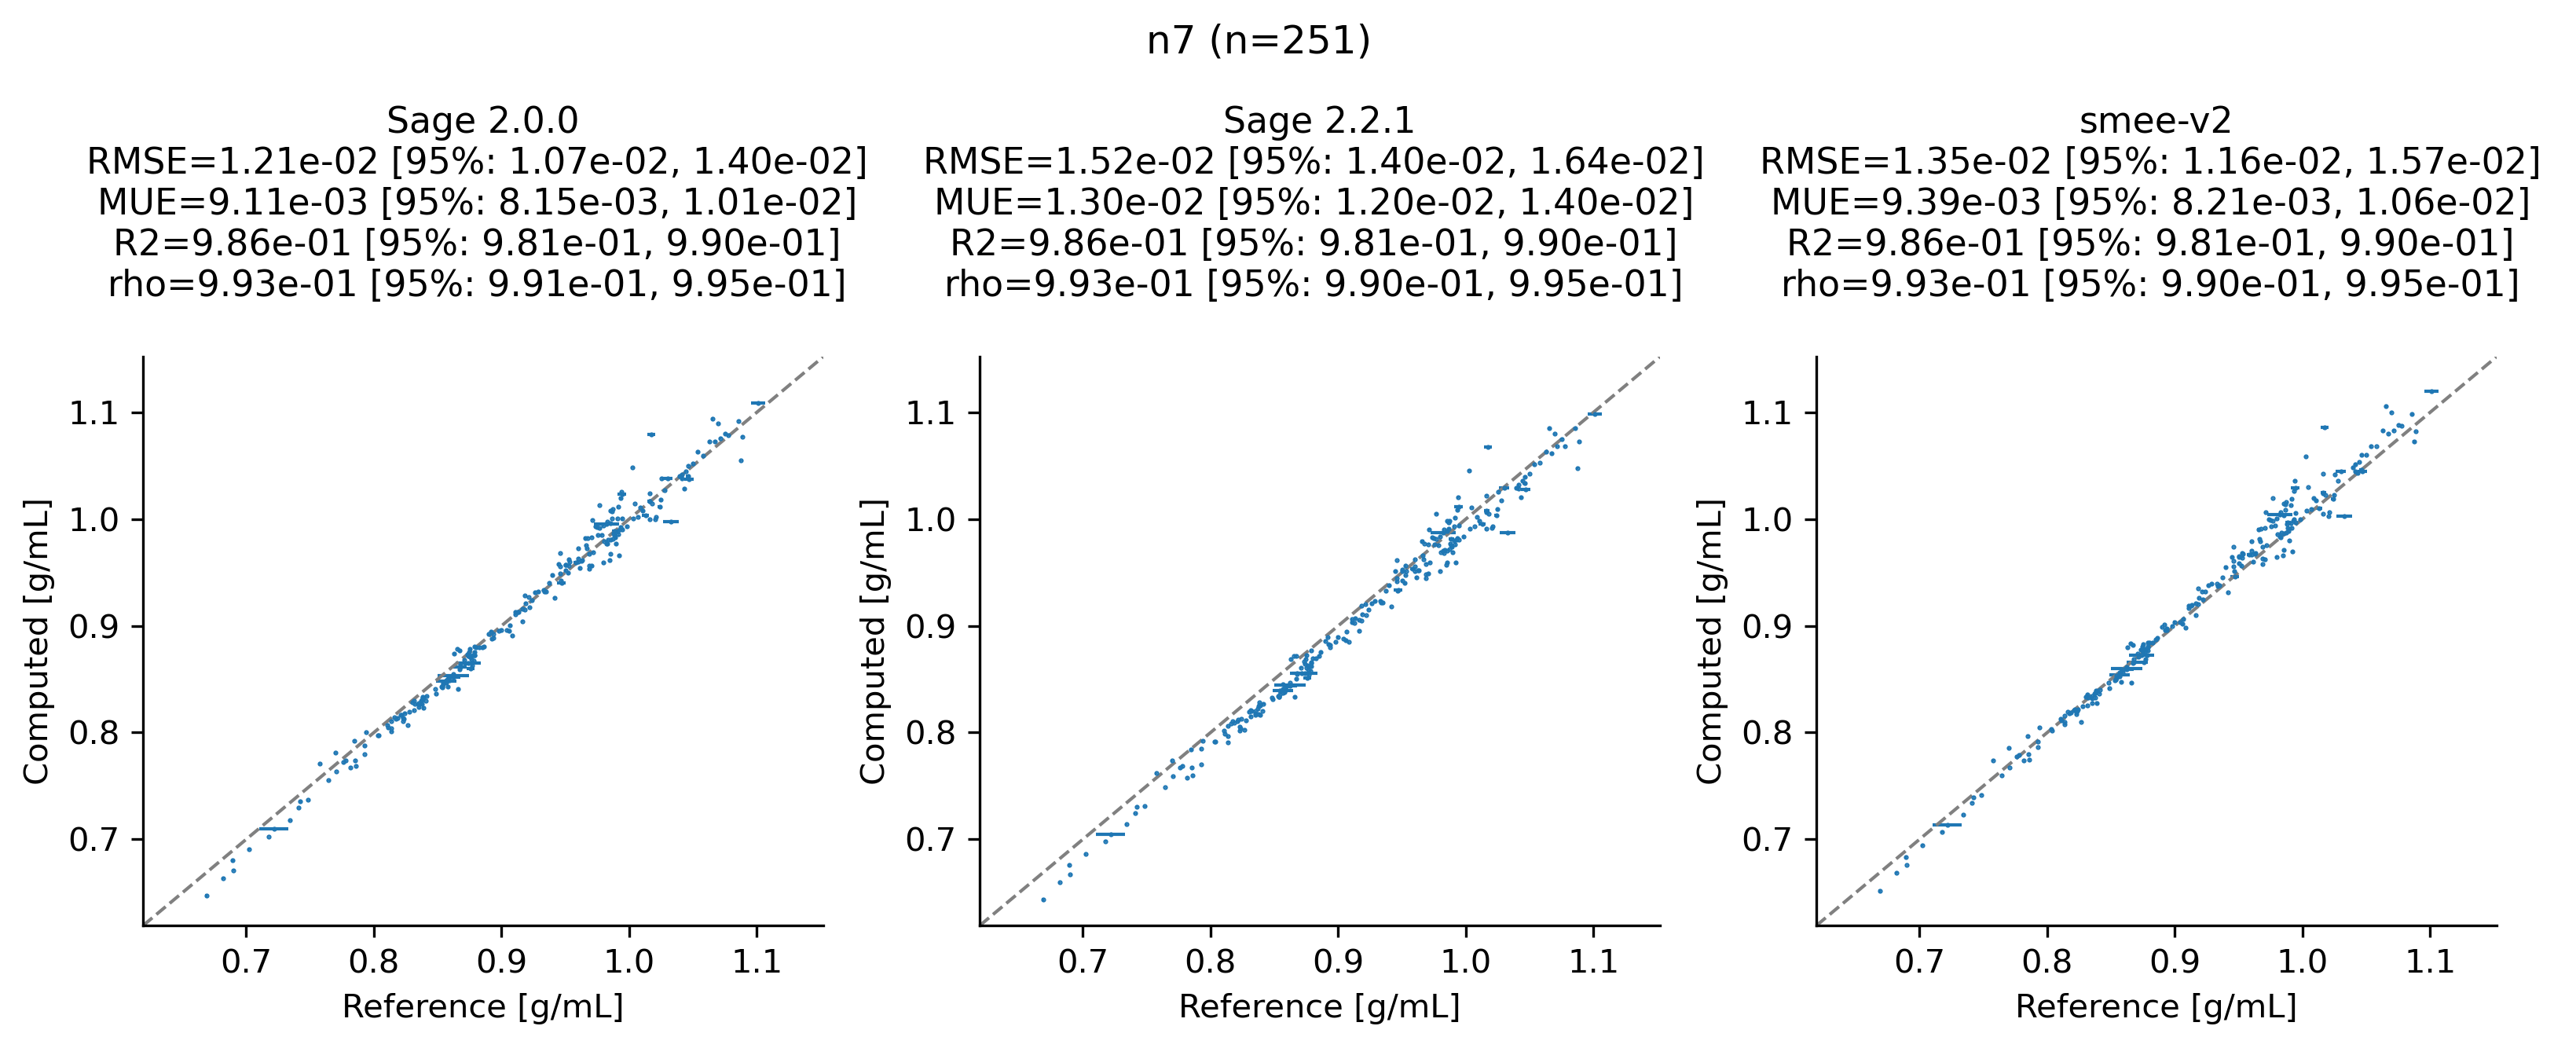 n7 (n=251)
Sage 2.0.0
RMSE=1.21e-02 [95%: 1.07e-02, 1.40e-02]
MUE=9.11e-03 [95%: 8.15e-03, 1.01e-02]
R2=9.86e-01 [95%: 9.81e-01, 9.90e-01]
rho=9.93e-01 [95%: 9.91e-01, 9.95e-01]
Computed [g/mL]
1.1
1.0
0.9
0.8
0.7
0.7 0.8 0.9 1.0 1.1
Reference [g/mL]
Sage 2.2.1
RMSE=1.52e-02 [95%: 1.40e-02, 1.64e-02]
MUE=1.30e-02 [95%: 1.20e-02, 1.40e-02]
R2=9.86e-01 [95%: 9.81e-01, 9.90e-01]
rho=9.93e-01 [95%: 9.90e-01, 9.95e-01]
Computed [g/mL]
1.1
1.0
0.9
0.8
0.7
0.7 0.8 0.9 1.0 1.1
Reference [g/mL]
smee-v2
RMSE=1.35e-02 [95%: 1.16e-02, 1.57e-02]
MUE=9.39e-03 [95%: 8.21e-03, 1.06e-02]
R2=9.86e-01 [95%: 9.81e-01, 9.90e-01]
rho=9.93e-01 [95%: 9.90e-01, 9.95e-01]
Computed [g/mL]
1.1
1.0
0.9
0.8
0.7
0.7 0.8 0.9 1.0 1.1
Reference [g/mL]